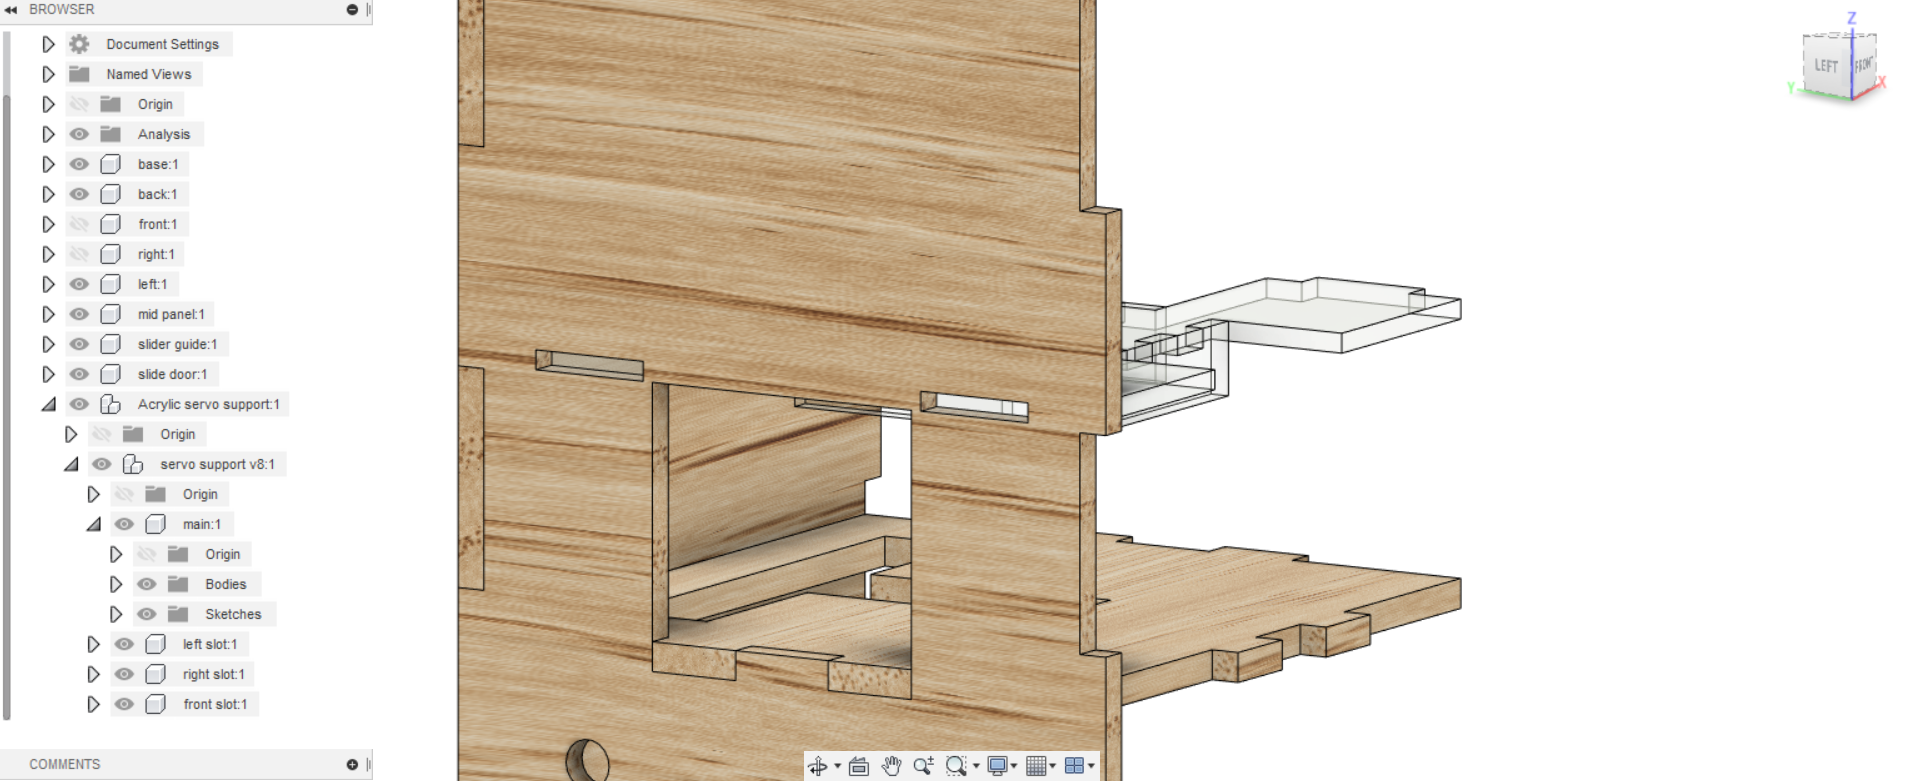 BROWSER
Document Settings
Named Views
Origin
Analysis
base:1
back:1
front:1
right:1
left:1
mid panel:1
slider guide:1
slide door:1
Acrylic servo support:1
Origin
servo support v8:1
Origin
main:1
Origin
Bodies
Sketches
left slot:1
right slot:1
front slot:1
COMMENTS
Z
LEFT
FRONT
Y
X